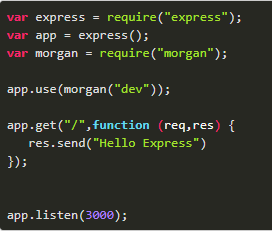 var express = require("express");
var app = express();
var morgan = require("morgan");
app.use(morgan("dev"));
app.get("/",function (req,res) {
res.send("Hello Express")
});
app.listen(3000);